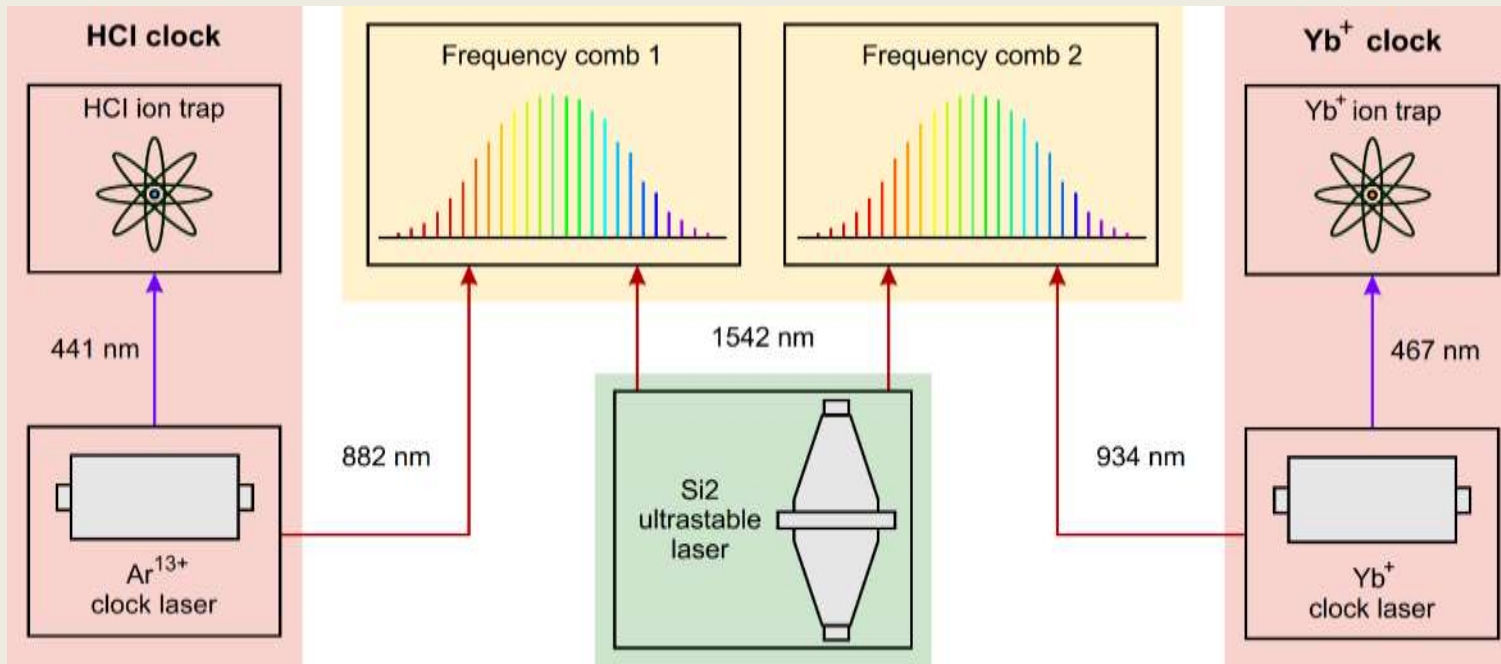 HCI clock
HCI ion trap
441 nm
Ar¹³⁺
clock laser
882 nm
Frequency comb 1
Frequency comb 2
1542 nm
Si2
ultrastable
laser
934 nm
Yb⁺ clock
Yb⁺ ion trap
467 nm
Yb⁺
clock laser